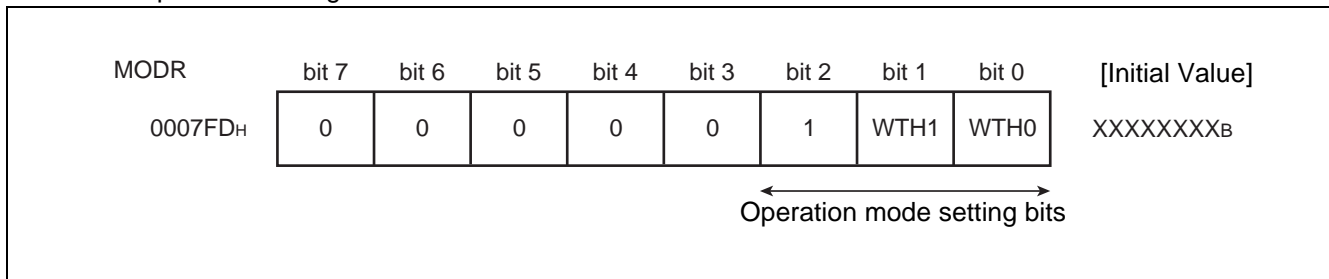 MODR bit 7 bit 6 bit 5 bit 4 bit 3 bit 2 bit 1 bit 0 [Initial Value]
0007FDH 0 0 0 0 0 1 WTH1 WTH0 XXXXXXXXB
Operation mode setting bits